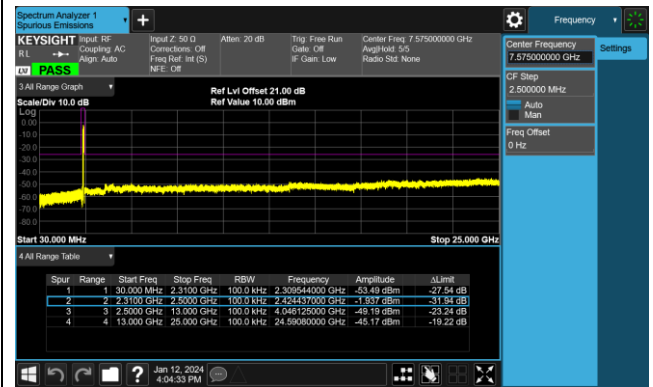 Spectrum Analyzer 1
Spurious Emissions
Frequency
KEYSIGHT Input: RF Input Z: 50 Ω Atten: 20 dB Trig: Free Run Center Freq: 7.575000000 GHz
RL Coupling: AC Corrections: Off Gate: Off Avg|Hold: 5/5
Align: Auto Freq Ref: Int (S) IF Gain: Low Radio Std: None
LXI PASS NFE: Off
Center Frequency
7.575000000 GHz
Settings
CF Step
2.500000 MHz
Auto
Man
Freq Offset
0 Hz
3 All Range Graph
Ref Lvl Offset 21.00 dB
Scale/Div 10.0 dB Ref Value 10.00 dBm
Log
0.00
-10.0
-20.0
-30.0
-40.0
-50.0
-60.0
-70.0
-80.0
Start 30.000 MHz Stop 25.000 GHz
4 All Range Table
Spur Range Start Freq Stop Freq RBW Frequency Amplitude ΔLimit
1 1 30.000 MHz 2.3100 GHz 100.0 kHz 2.309544000 GHz -53.49 dBm -27.54 dB
2 2 2.3100 GHz 2.5000 GHz 100.0 kHz 2.424437000 GHz -1.937 dBm -31.94 dB
3 3 2.5000 GHz 13.000 GHz 100.0 kHz 4.046125000 GHz -49.19 dBm -23.24 dB
4 4 13.000 GHz 25.000 GHz 100.0 kHz 24.59080000 GHz -45.17 dBm -19.22 dB
Jan 12, 2024
4:04:33 PM